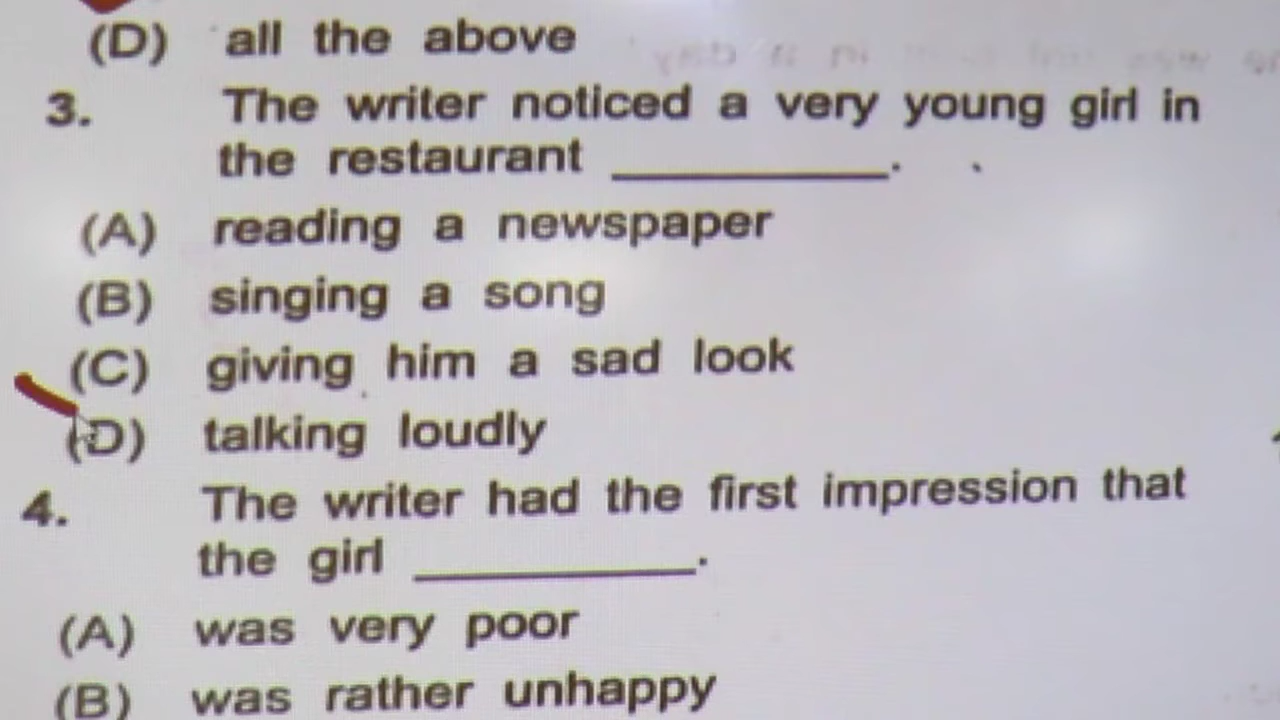 (D) all the above
3. The writer noticed a very young girl in
the restaurant __________.
(A) reading a newspaper
(B) singing a song
(C) giving him a sad look
(D) talking loudly
4. The writer had the first impression that
the girl __________.
(A) was very poor
(B) was rather unhappy